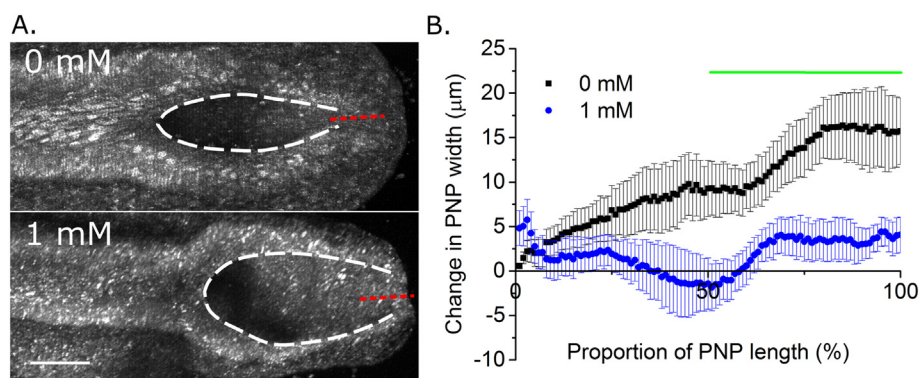 A.
0 mM
1 mM
B.
Change in PNP width (μm)
25
20
15
10
5
0
-5
-10
0 mM
1 mM
0
50
100
Proportion of PNP length (%)